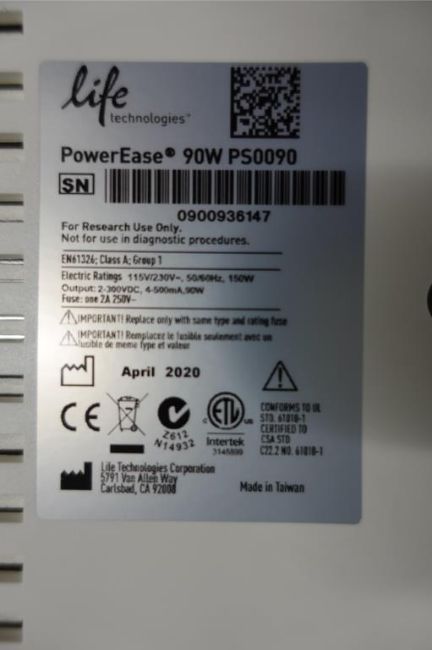 life
technologies™
PowerEase® 90W PS0090
SN
0900936147
For Research Use Only.
Not for use in diagnostic procedures.
EN61326; Class A; Group 1
Electric Ratings 115V/230V~, 50/60Hz, 150W
Output: 2-300VDC, 4-500mA, 90W
Fuse: one 2A 250V~
IMPORTANT! Replace only with same type and rating fuse
IMPORTANT! Remplacez le fusible seulement avec un
fusible de meme type et valeur
April 2020
CE
Z612
N14932
C ETL US
Intertek
3145899
CONFORMS TO UL
STD. 61010-1
CERTIFIED TO
CSA STD
C22.2 NO. 61010-1
Life Technologies Corporation
5791 Van Allen Way
Carlsbad, CA 92008
Made in Taiwan